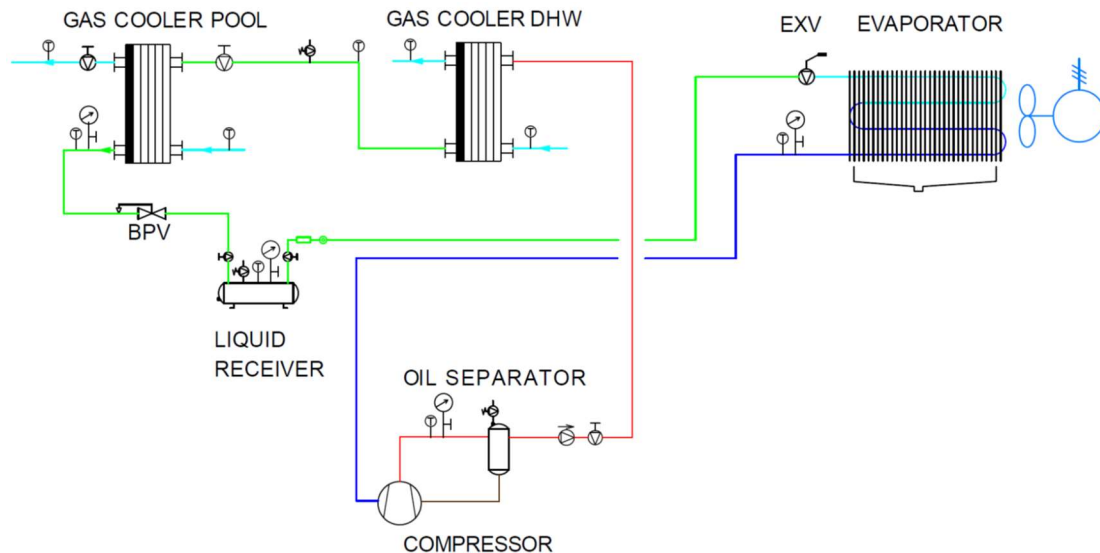 GAS COOLER POOL
GAS COOLER DHW
EXV
EVAPORATOR
T
T
T
T
T
T
T
T
BPV
T
LIQUID
RECEIVER
OIL SEPARATOR
T
COMPRESSOR